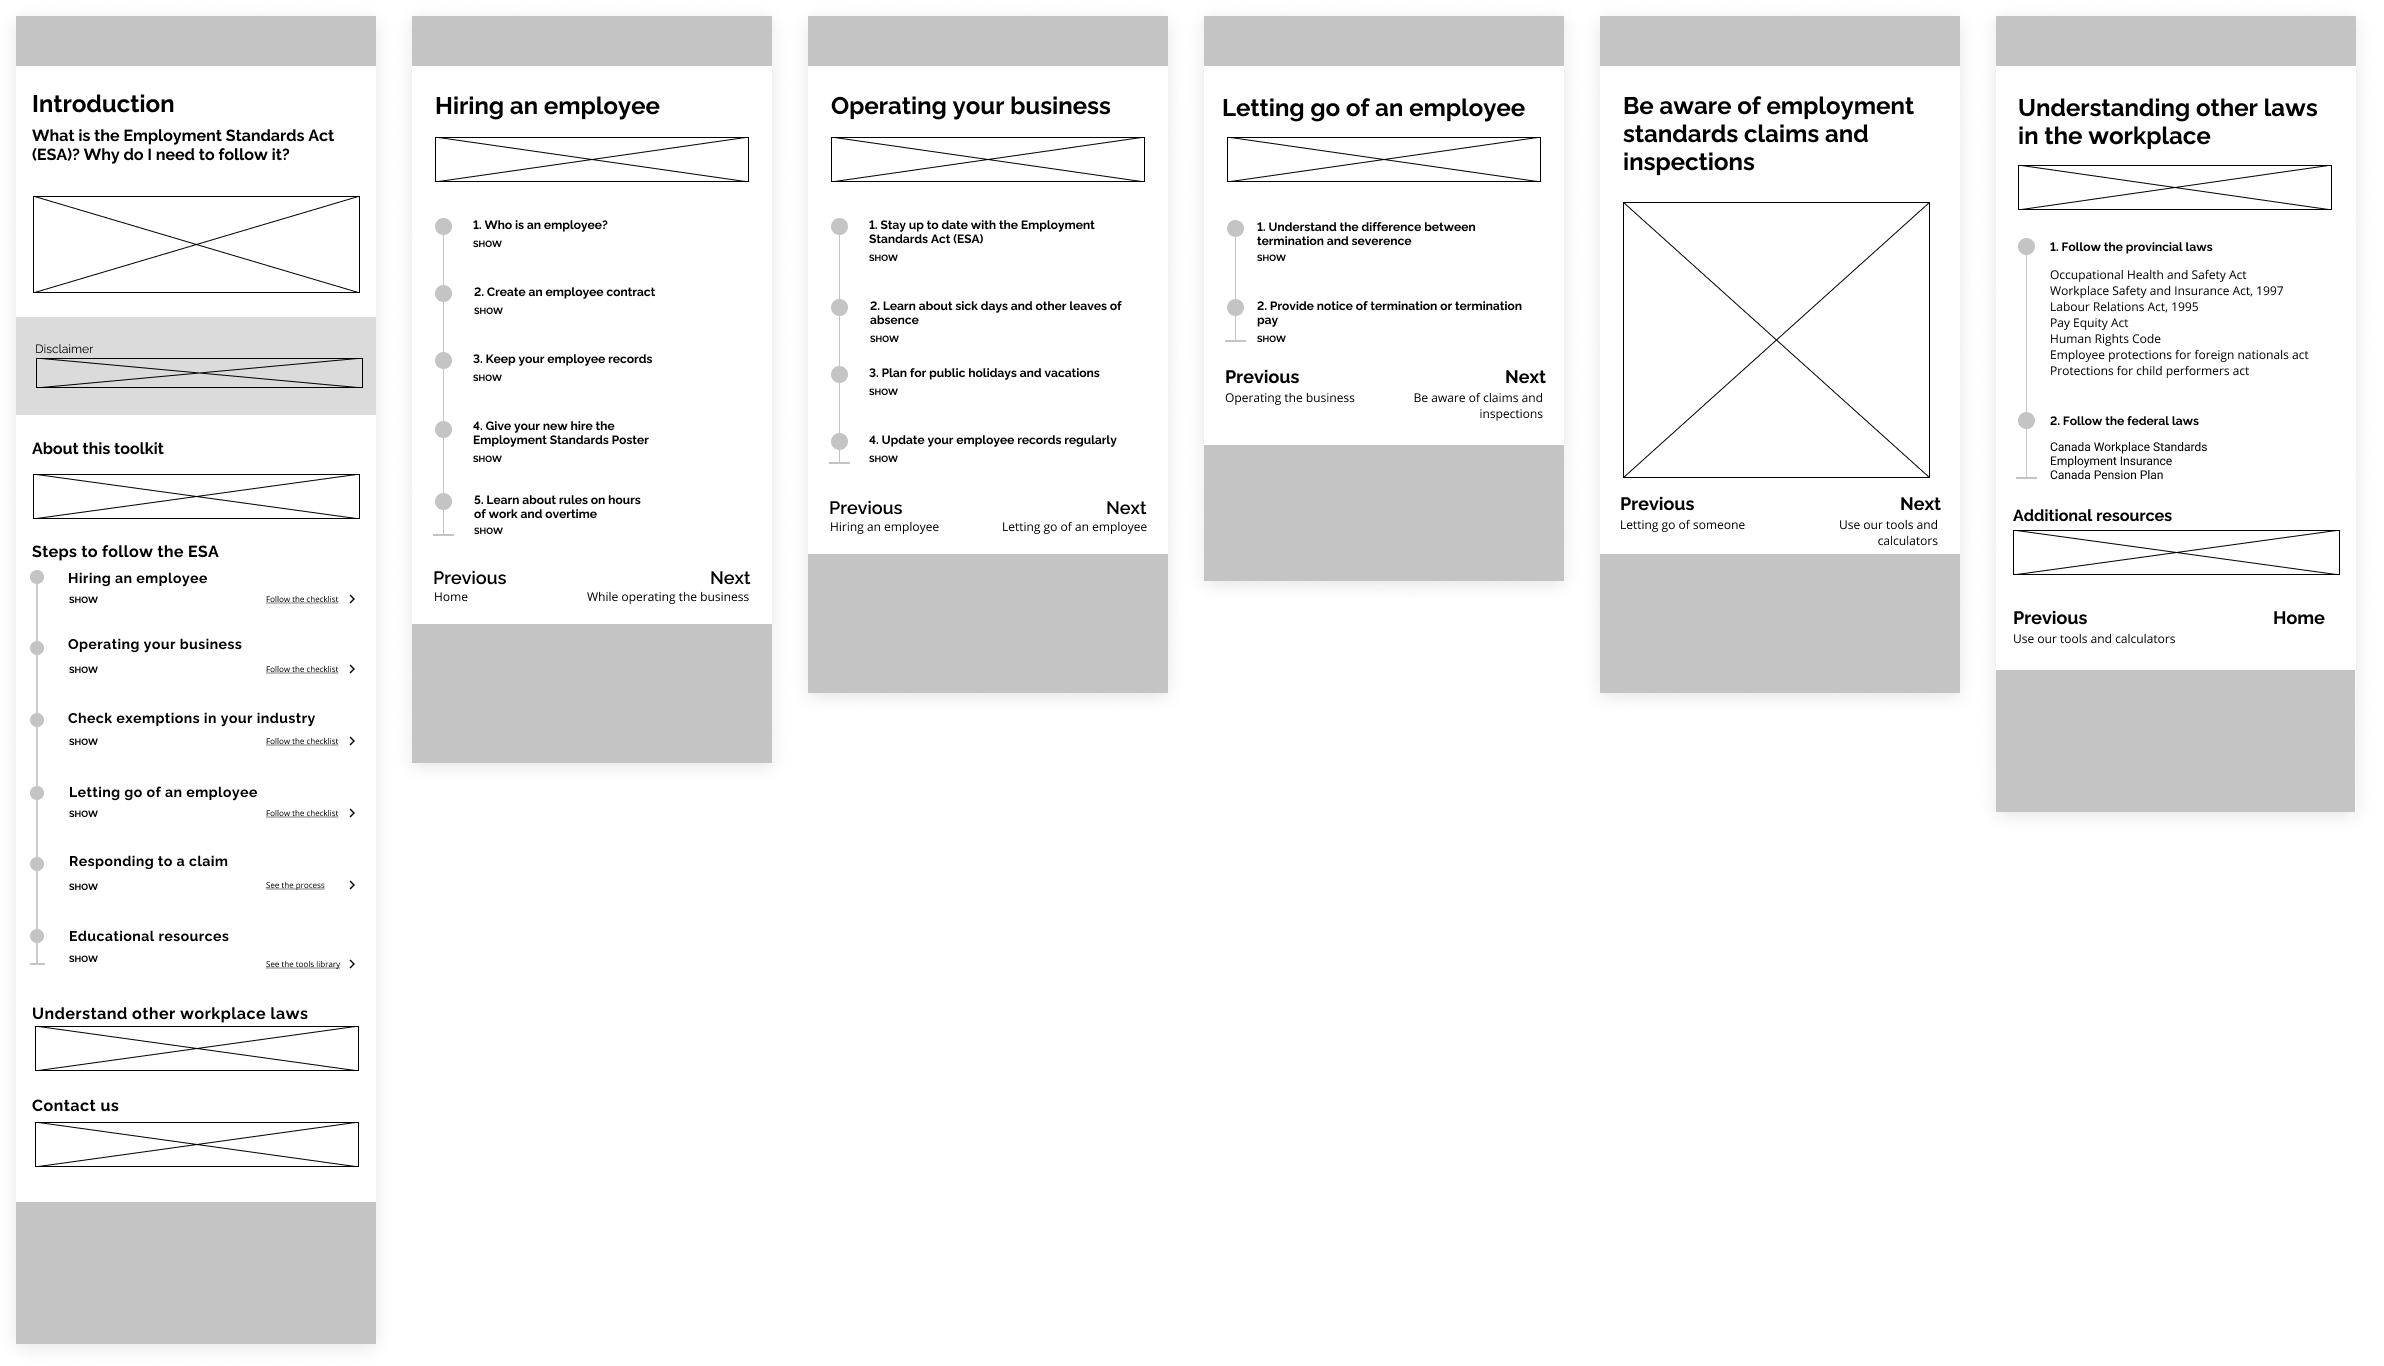 Introduction
What is the Employment Standards Act
(ESA)? Why do I need to follow it?
Disclaimer
About this toolkit
Steps to follow the ESA
Hiring an employee
SHOW
Follow the checklist
Operating your business
SHOW
Follow the checklist
Check exemptions in your industry
SHOW
Follow the checklist
Letting go of an employee
SHOW
Follow the checklist
Responding to a claim
SHOW
See the process
Educational resources
SHOW
See the tools library
Understand other workplace laws
Contact us
Hiring an employee
1. Who is an employee?
SHOW
2. Create an employee contract
SHOW
3. Keep your employee records
SHOW
4. Give your new hire the
Employment Standards Poster
SHOW
5. Learn about rules on hours
of work and overtime
SHOW
Previous
Home
Next
While operating the business
Operating your business
1. Stay up to date with the Employment
Standards Act (ESA)
SHOW
2. Learn about sick days and other leaves of
absence
SHOW
3. Plan for public holidays and vacations
SHOW
4. Update your employee records regularly
SHOW
Previous
Hiring an employee
Next
Letting go of an employee
Letting go of an employee
1. Understand the difference between
termination and severence
SHOW
2. Provide notice of termination or termination
pay
SHOW
Previous
Operating the business
Next
Be aware of claims and
inspections
Be aware of employment
standards claims and
inspections
Previous
Letting go of someone
Next
Use our tools and
calculators
Understanding other laws
in the workplace
1. Follow the provincial laws
Occupational Health and Safety Act
Workplace Safety and Insurance Act, 1997
Labour Relations Act, 1995
Pay Equity Act
Human Rights Code
Employee protections for foreign nationals act
Protections for child performers act
2. Follow the federal laws
Canada Workplace Standards
Employment Insurance
Canada Pension Plan
Additional resources
Previous
Use our tools and calculators
Home